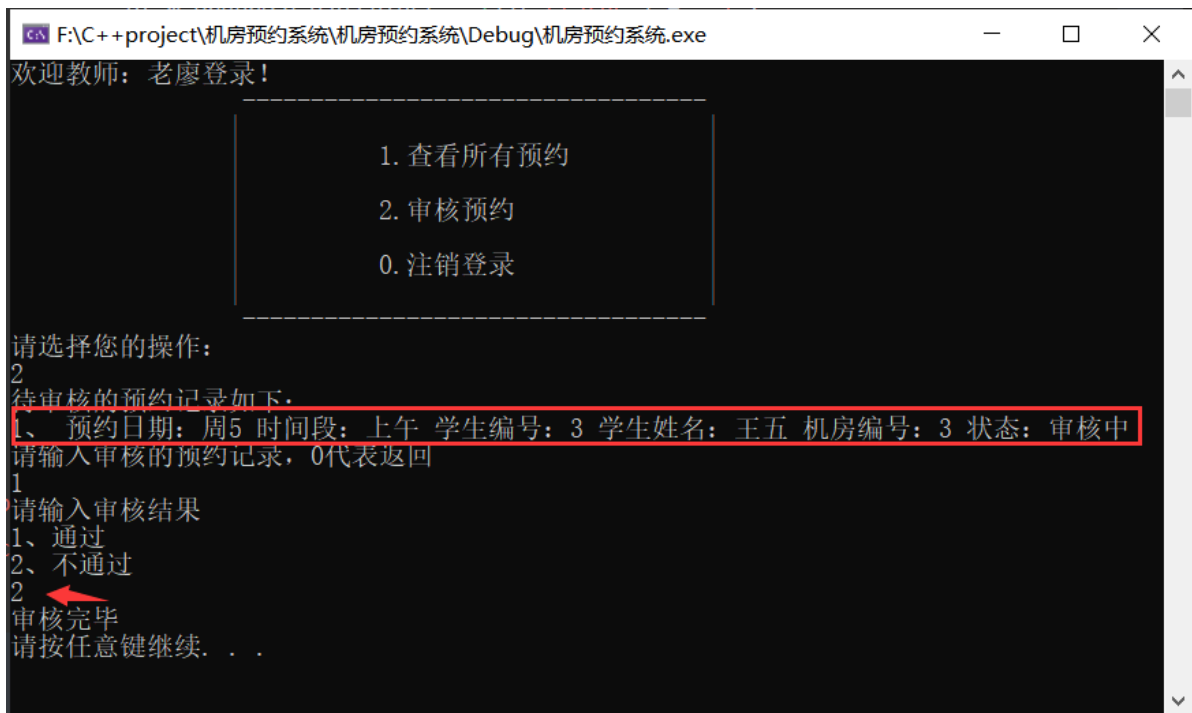 F:\C++project\机房预约系统\机房预约系统\Debug\机房预约系统.exe
欢迎教师：老廖登录！
1.查看所有预约
2.审核预约
0.注销登录
请选择您的操作：
2
待审核的预约记录如下：
1、 预约日期：周5 时间段：上午 学生编号：3 学生姓名：王五 机房编号：3 状态：审核中
请输入审核的预约记录，0代表返回
1
请输入审核结果
1、通过
2、不通过
2
审核完毕
请按任意键继续. . .